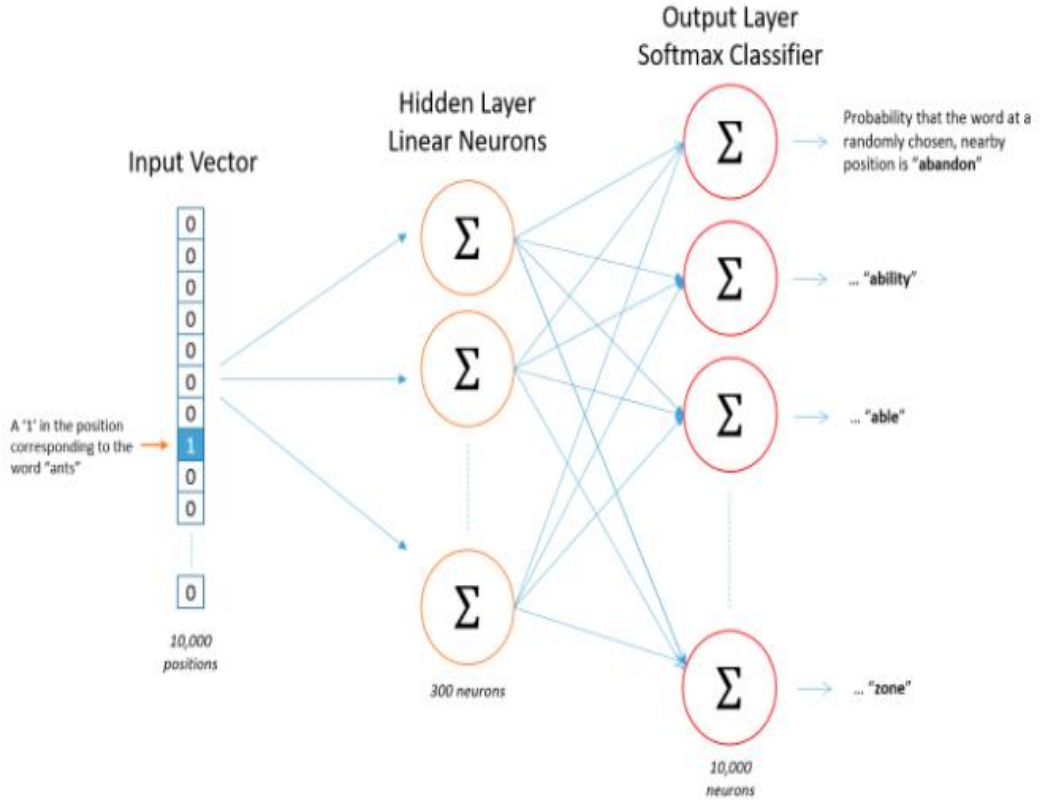 Output Layer
Softmax Classifier
Hidden Layer
Linear Neurons
Input Vector
0
0
0
0
0
0
0
1
0
0
0
A ‘1’ in the position
corresponding to the
word “ants”
10,000
positions
Σ
Σ
Σ
300 neurons
Σ
Σ
Σ
Σ
10,000
neurons
Probability that the word at a
randomly chosen, nearby
position is “abandon”
... “ability”
... “able”
... “zone”